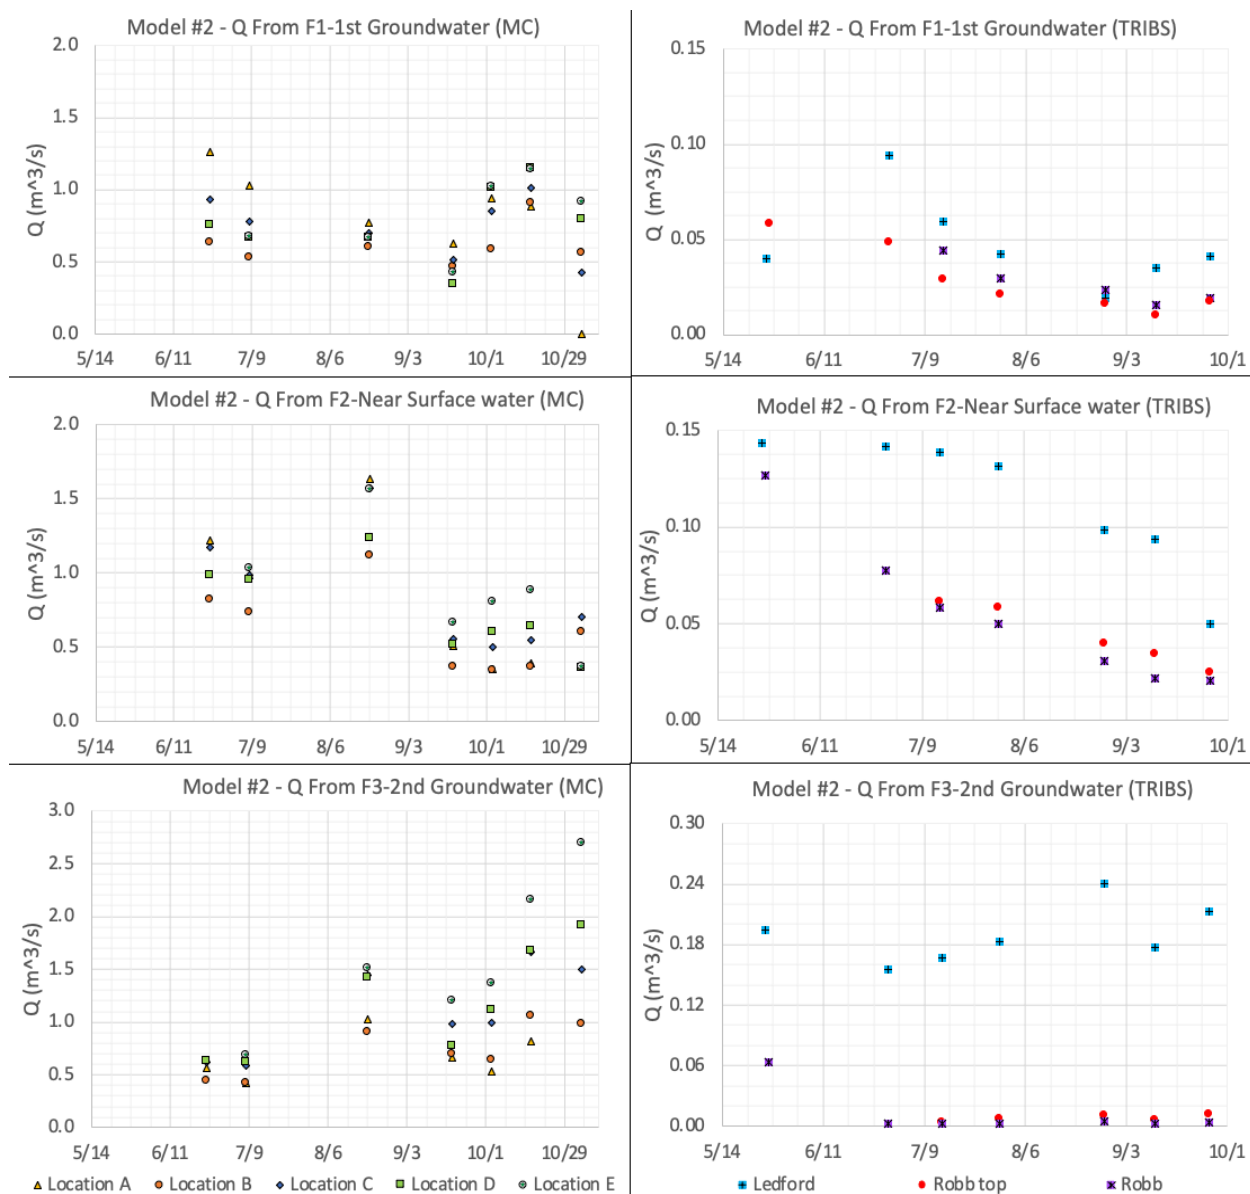 Model #2 - Q From F1-1st Groundwater (MC)
2.0
1.5
1.0
0.5
0.0
Q (m^3/s)
5/14 6/11 7/9 8/6 9/3 10/1 10/29
Model #2 - Q From F1-1st Groundwater (TRIBS)
0.15
0.10
0.05
0.00
Q (m^3/s)
5/14 6/11 7/9 8/6 9/3 10/1
Model #2 - Q From F2-Near Surface water (MC)
2.0
1.5
1.0
0.5
0.0
Q (m^3/s)
5/14 6/11 7/9 8/6 9/3 10/1 10/29
Model #2 - Q From F2-Near Surface water (TRIBS)
0.15
0.10
0.05
0.00
Q (m^3/s)
5/14 6/11 7/9 8/6 9/3 10/1
Model #2 - Q From F3-2nd Groundwater (MC)
3.0
2.5
2.0
1.5
1.0
0.5
0.0
Q (m^3/s)
5/14 6/11 7/9 8/6 9/3 10/1 10/29
Location A Location B Location C Location D Location E
Model #2 - Q From F3-2nd Groundwater (TRIBS)
0.30
0.24
0.18
0.12
0.06
0.00
Q (m^3/s)
5/14 6/11 7/9 8/6 9/3 10/1
Ledford Robb top Robb